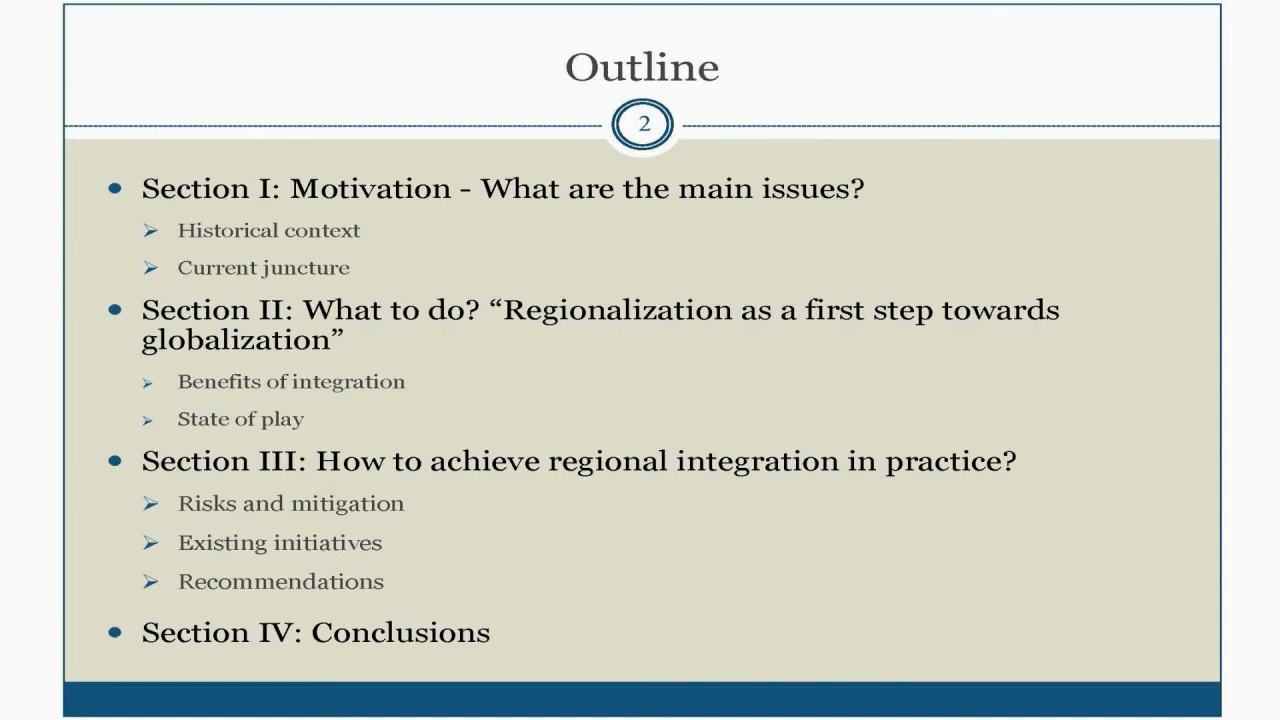 Outline
2
Section I: Motivation - What are the main issues?
Historical context
Current juncture
Section II: What to do? “Regionalization as a first step towards
globalization”
Benefits of integration
State of play
Section III: How to achieve regional integration in practice?
Risks and mitigation
Existing initiatives
Recommendations
Section IV: Conclusions